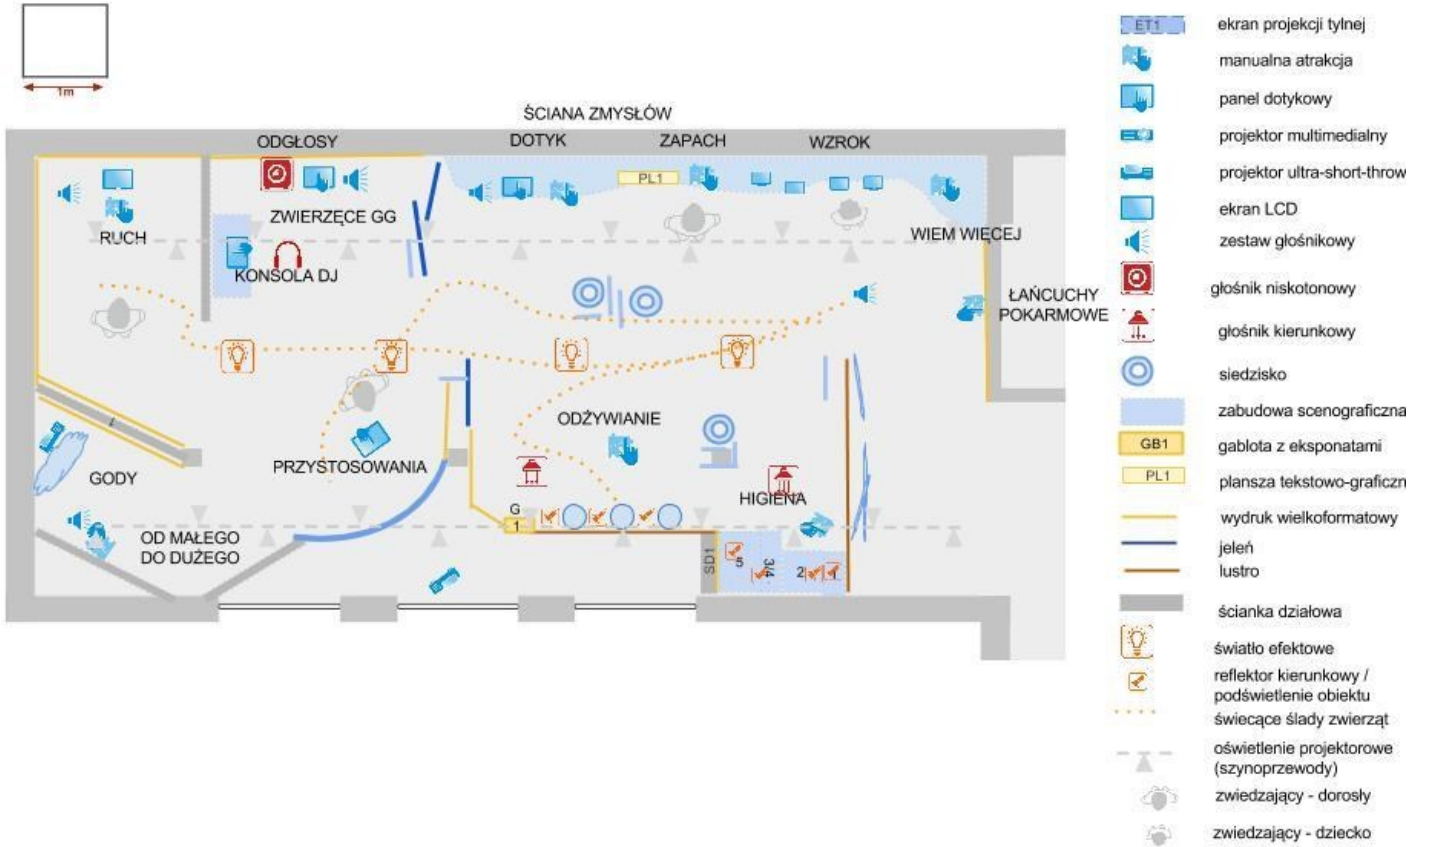 1m
ŚCIANA ZMYSŁÓW
ODGŁOSY
DOTYK
ZAPACH
WZROK
PL1
ZWIERZĘCE GG
RUCH
WIEM WIĘCEJ
KONSOLA DJ
ŁAŃCUCHY
POKARMOWE
ODŻYWIANIE
PRZYSTOSOWANIA
GODY
HIGIENA
G
1
OD MAŁEGO
DO DUŻEGO
SD1
5
3/4
2
1
ET1
ekran projekcji tylnej
manualna atrakcja
panel dotykowy
projektor multimedialny
projektor ultra-short-throw
ekran LCD
zestaw głośnikowy
głośnik niskotonowy
głośnik kierunkowy
siedzisko
zabudowa scenograficzna
GB1
gablota z eksponatami
PL1
plansza tekstowo-graficzn
wydruk wielkoformatowy
jeleń
lustro
ścianka działowa
światło efektowe
reflektor kierunkowy /
podświetlenie obiektu
świecące ślady zwierząt
oświetlenie projektorowe
(szynoprzewody)
zwiedzający - dorosły
zwiedzający - dziecko